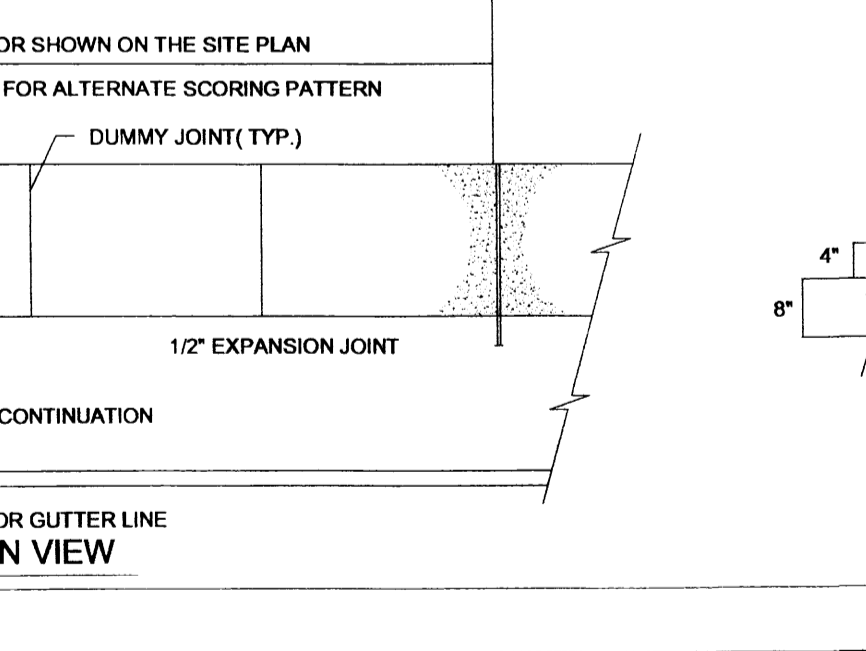 OR SHOWN ON THE SITE PLAN
FOR ALTERNATE SCORING PATTERN
DUMMY JOINT( TYP.)
4"
8"
1/2" EXPANSION JOINT
CONTINUATION
OR GUTTER LINE
N VIEW